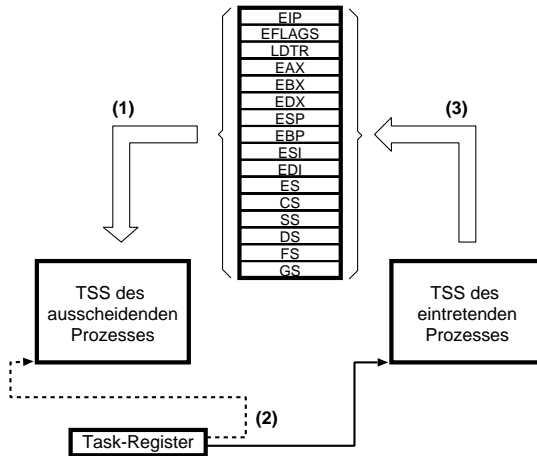 EIP
EFLAGS
LDTR
EAX
EBX
EDX
ESP
EBP
ESI
EDI
ES
CS
SS
DS
FS
GS
(1)
(3)
TSS des
ausscheidenden
Prozesses
TSS des
eintretenden
Prozesses
(2)
Task-Register